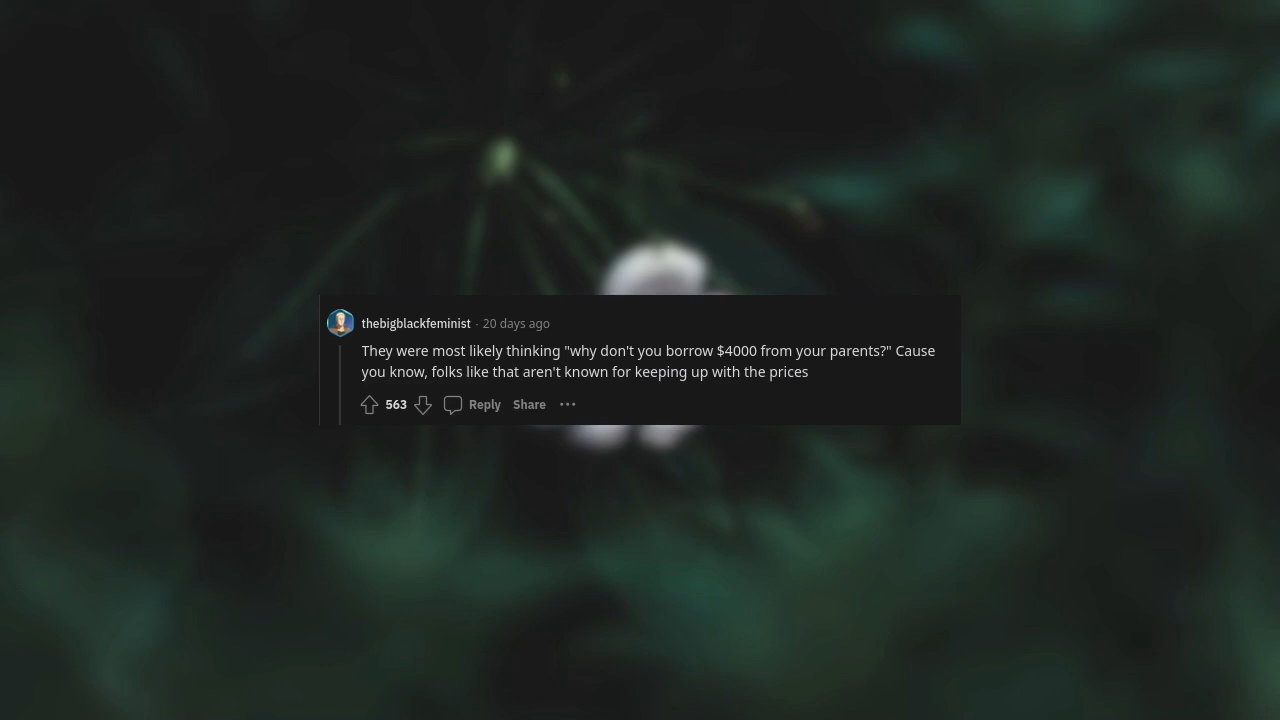 thebigblackfeminist · 20 days ago
They were most likely thinking "why don't you borrow $4000 from your parents?" Cause
you know, folks like that aren't known for keeping up with the prices
563 Reply Share ···